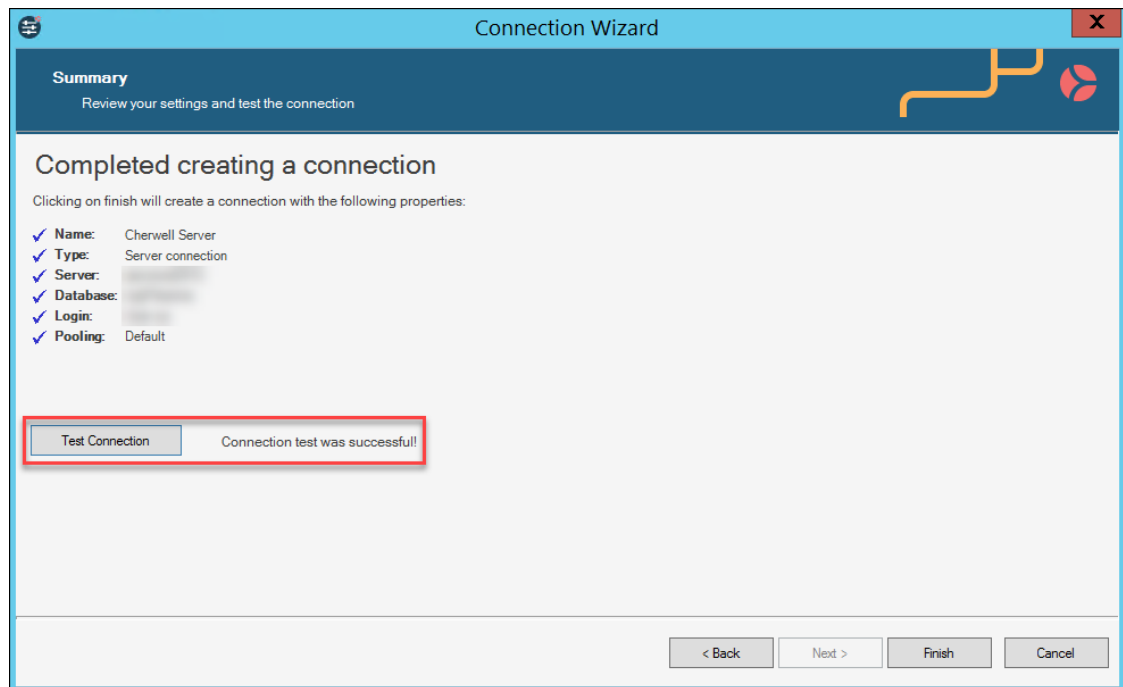 Connection Wizard
X
Summary
Review your settings and test the connection
Completed creating a connection
Clicking on finish will create a connection with the following properties:
Name: Cherwell Server
Type: Server connection
Server:
Database:
Login:
Pooling: Default
Test Connection Connection test was successful!
< Back Next > Finish Cancel